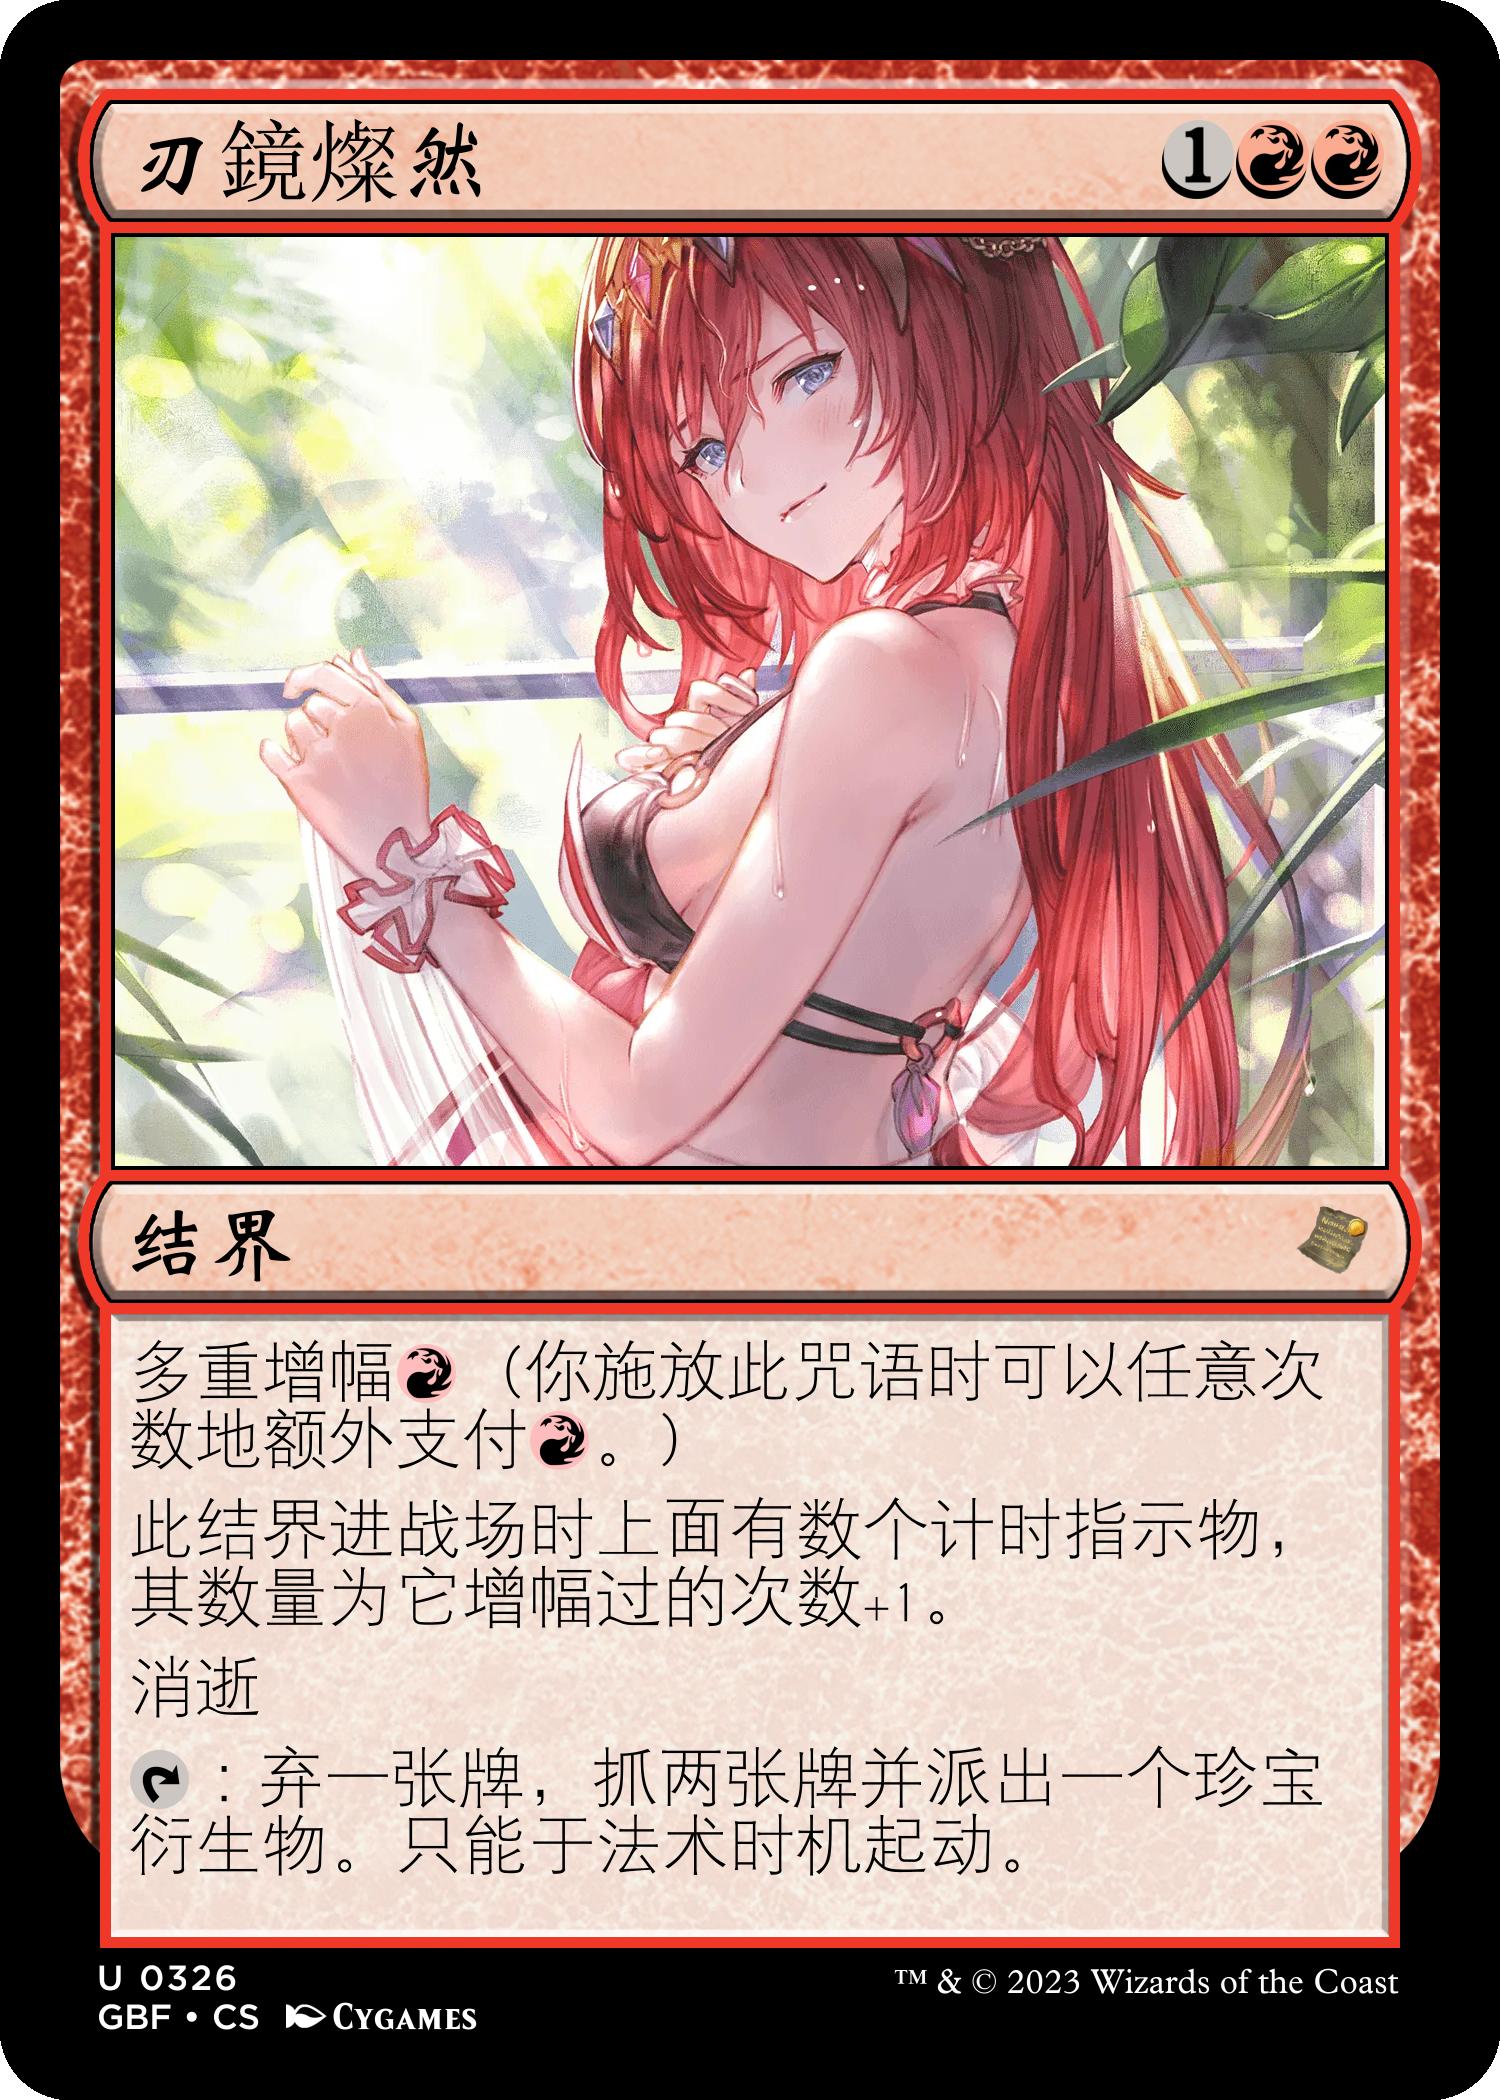 刃鏡燦然
1
结界
多重增幅（你施放此咒语时可以任意次
数地额外支付。）
此结界进战场时上面有数个计时指示物，
其数量为它增幅过的次数+1。
消逝
：弃一张牌，抓两张牌并派出一个珍宝
衍生物。只能于法术时机起动。
U 0326
GBF • CS CYGAMES
™ & © 2023 Wizards of the Coast